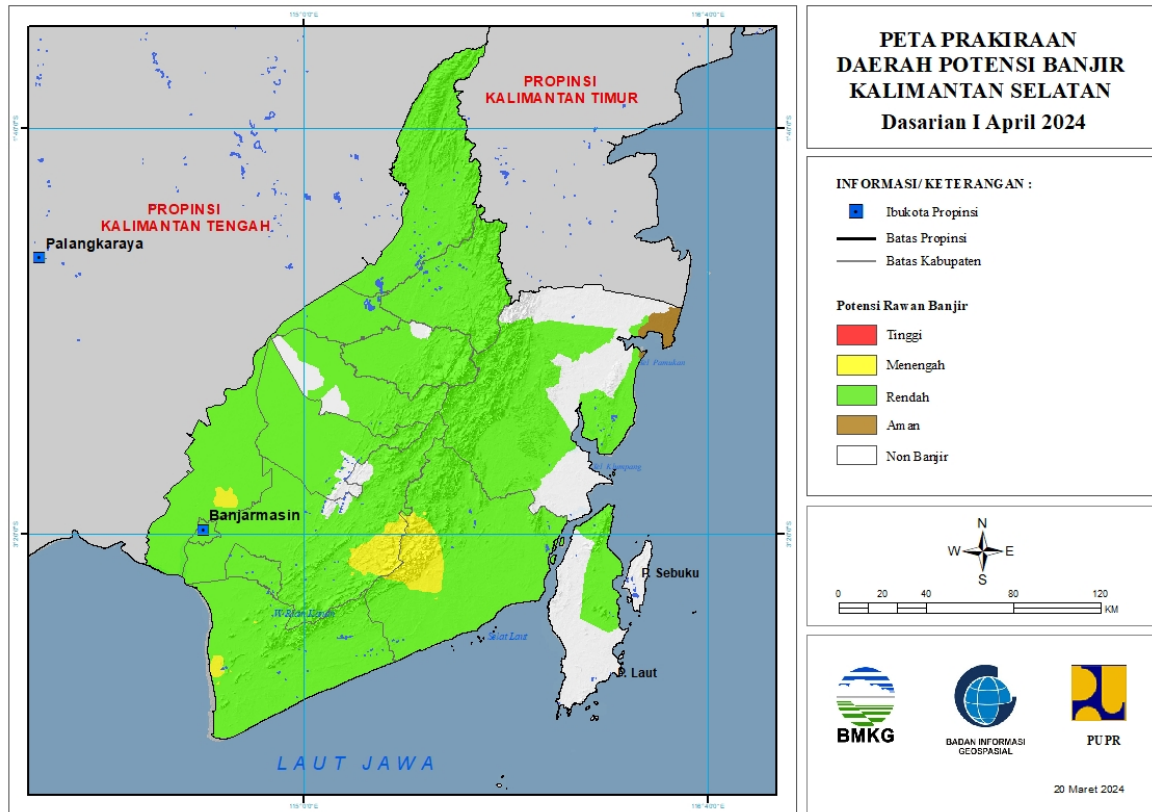 PETA PRAKIRAAN
DAERAH POTENSI BANJIR
KALIMANTAN SELATAN
Dasarian I April 2024
INFORMASI/ KETERANGAN :
Ibukota Propinsi
Batas Propinsi
Batas Kabupaten
Potensi Rawan Banjir
Tinggi
Menengah
Rendah
Aman
Non Banjir
N
W E
S
0 20 40 80 120
KM
BMKG
BADAN INFORMASI
GEOSPASIAL
PUPR
20 Maret 2024
PROPINSI
KALIMANTAN TIMUR
PROPINSI
KALIMANTAN TENGAH
Palangkaraya
Banjarmasin
P. Sebuku
P. Laut
Selat Laut
LAUT JAWA